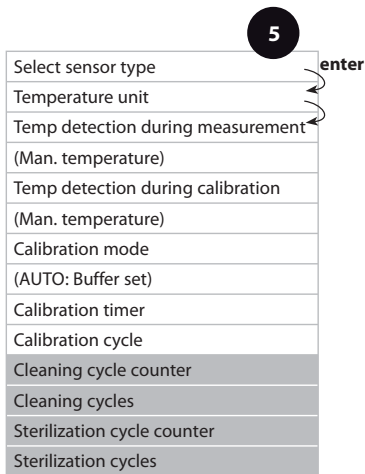 5
enter
Select sensor type
Temperature unit
Temp detection during measurement
(Man. temperature)
Temp detection during calibration
(Man. temperature)
Calibration mode
(AUTO: Buffer set)
Calibration timer
Calibration cycle
Cleaning cycle counter
Cleaning cycles
Sterilization cycle counter
Sterilization cycles